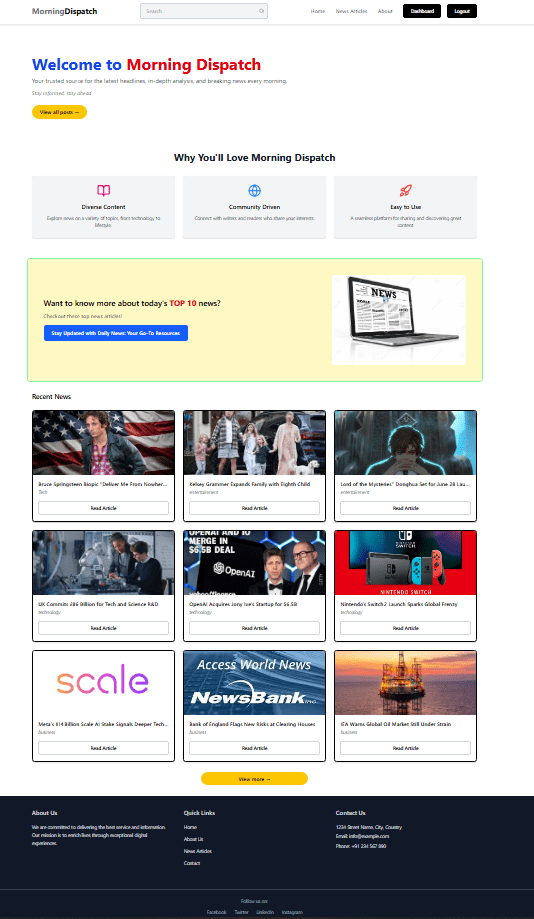 MorningDispatch
Search.
Home
News Articles
About
Dashboard
Logout
Welcome to Morning Dispatch
Your trusted source for the latest headlines, in-depth analysis, and breaking news every morning.
Stay informed, stay ahead.
View all posts →
Why You'll Love Morning Dispatch
Diverse Content
Explore news on a variety of topics, from technology to
lifestyle.
Community Driven
Connect with writers and readers who share your interests.
Easy to Use
A seamless platform for sharing and discovering great
content.
Want to know more about today's TOP 10 news?
Checkout these top news articles!
Stay Updated with Daily News: Your Go-To Resources
NEWS
Recent News
Bruce Springsteen Biopic "Deliver Me From Nowher...
Tech
Read Article
Kelsey Grammer Expands Family with Eighth Child
entertainment
Read Article
Lord of the Mysteries" Donghua Set for June 28 Lau...
entertainment
Read Article
UK Commits £86 Billion for Tech and Science R&D
technology
Read Article
OPENAI AND IO
MERGE IN
$6.5B DEAL
OpenAI
OpenAI Acquires Jony Ive's Startup for $6.5B
technology
Read Article
SWITCH
NINTENDO SWITCH
Nintendo's Switch 2 Launch Sparks Global Frenzy
technology
Read Article
scale
Meta's $14 Billion Scale AI Stake Signals Deeper Tech...
business
Read Article
Access World News
NewsBank inc.
Bank of England Flags New Risks at Clearing Houses
business
Read Article
IEA Warns Global Oil Market Still Under Strain
business
Read Article
View more →
About Us
We are committed to delivering the best service and information.
Our mission is to enrich lives through exceptional digital
experiences.
Quick Links
Home
About Us
News Articles
Contact
Contact Us
1234 Street Name, City, Country
Email: info@example.com
Phone: +91 234 567 890
Follow us on:
Facebook
Twitter
LinkedIn
Instagram